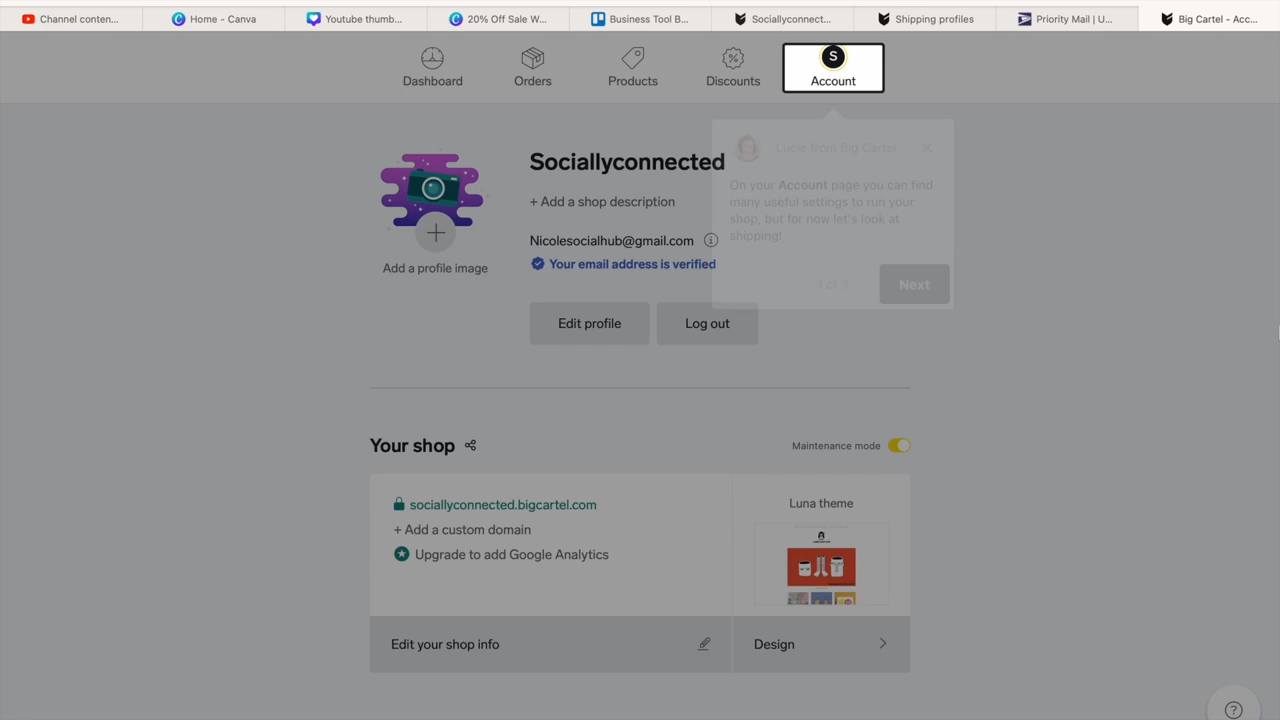 Channel conten...
Home - Canva
Youtube thumb...
20% Off Sale W...
Business Tool B...
Sociallyconnect...
Shipping profiles
Priority Mail | U...
Big Cartel - Acc...
Dashboard
Orders
Products
Discounts
S
Account
Lucie from Big Cartel
On your Account page you can find
many useful settings to run your
shop, but for now let's look at
shipping!
1 of 7
Next
Sociallyconnected
+ Add a shop description
Nicolesocialhub@gmail.com
Your email address is verified
Add a profile image
Edit profile
Log out
Your shop
Maintenance mode
sociallyconnected.bigcartel.com
+ Add a custom domain
Upgrade to add Google Analytics
Luna theme
Edit your shop info
Design
?